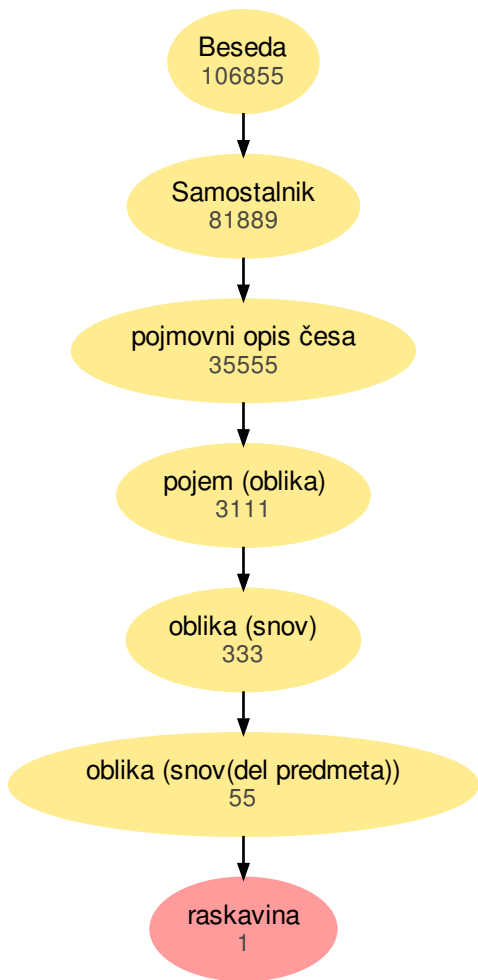 Beseda
106855
Samostalnik
81889
pojmovni opis česa
35555
pojem (oblika)
3111
oblika (snov)
333
oblika (snov(del predmeta))
55
raskavina
1